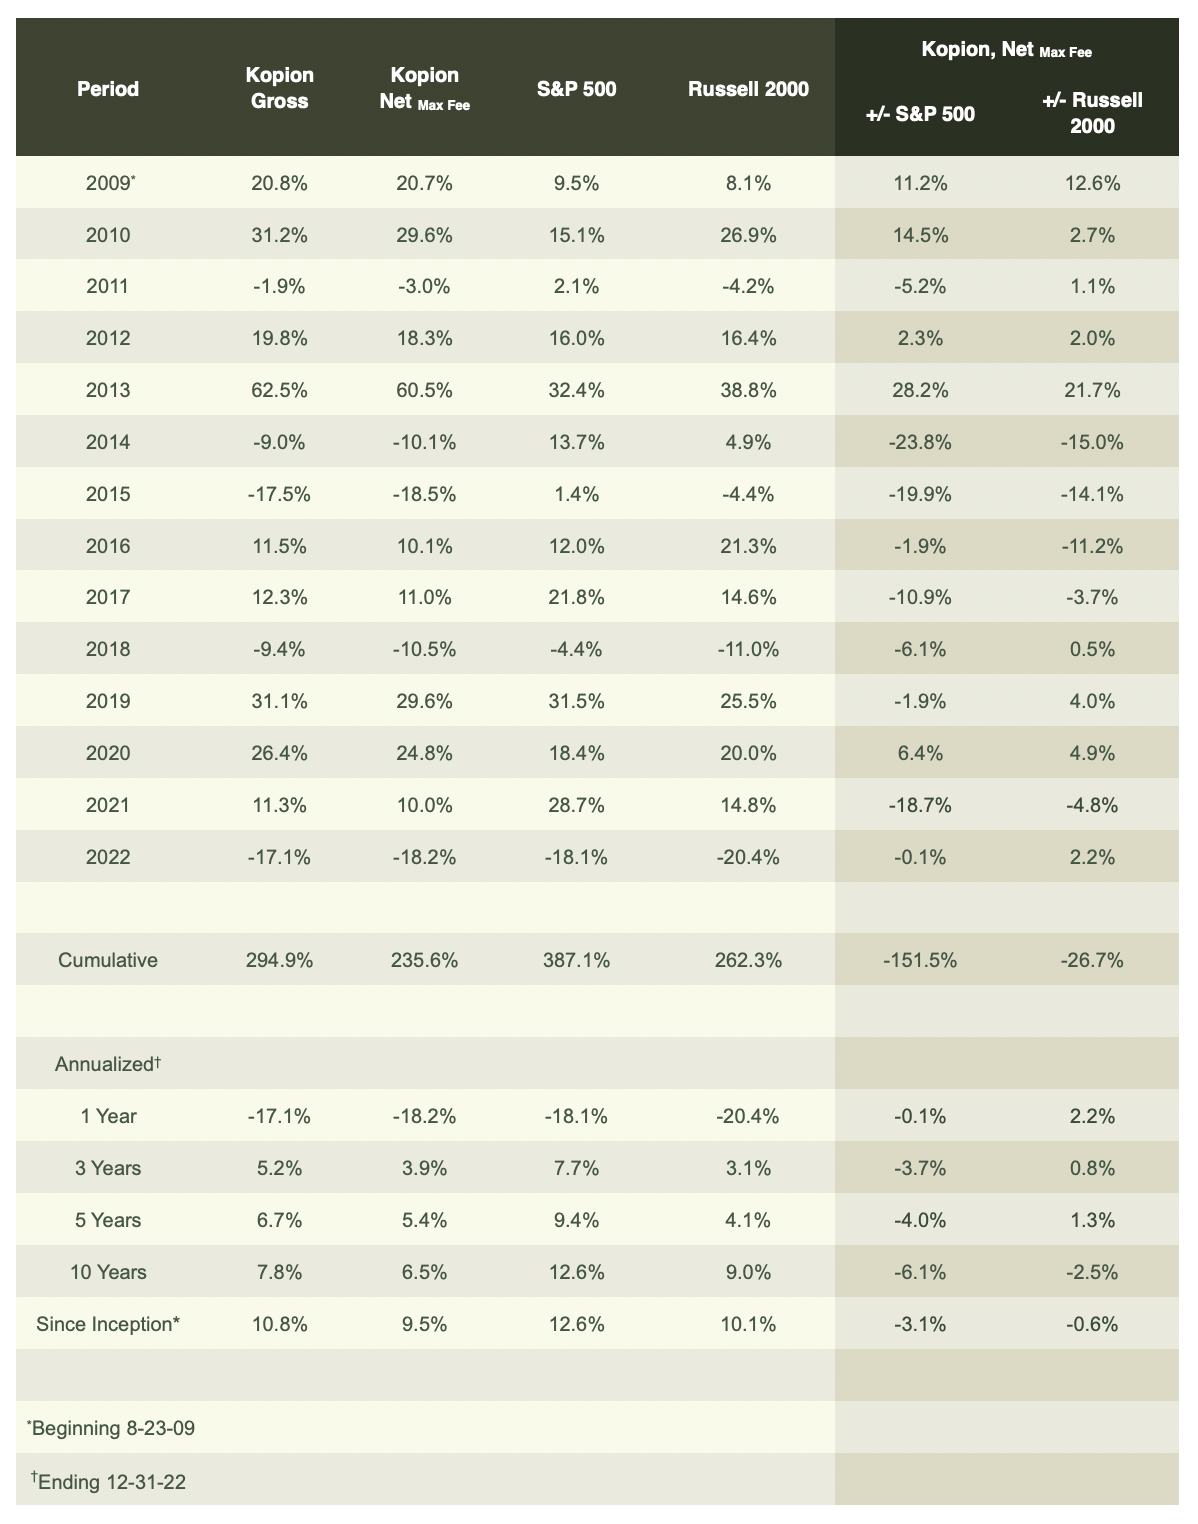 Kopion, Net Max Fee
Period Kopion Gross Kopion Net Max Fee S&P 500 Russell 2000 +/- S&P 500 +/- Russell 2000
2009* 20.8% 20.7% 9.5% 8.1% 11.2% 12.6%
2010 31.2% 29.6% 15.1% 26.9% 14.5% 2.7%
2011 -1.9% -3.0% 2.1% -4.2% -5.2% 1.1%
2012 19.8% 18.3% 16.0% 16.4% 2.3% 2.0%
2013 62.5% 60.5% 32.4% 38.8% 28.2% 21.7%
2014 -9.0% -10.1% 13.7% 4.9% -23.8% -15.0%
2015 -17.5% -18.5% 1.4% -4.4% -19.9% -14.1%
2016 11.5% 10.1% 12.0% 21.3% -1.9% -11.2%
2017 12.3% 11.0% 21.8% 14.6% -10.9% -3.7%
2018 -9.4% -10.5% -4.4% -11.0% -6.1% 0.5%
2019 31.1% 29.6% 31.5% 25.5% -1.9% 4.0%
2020 26.4% 24.8% 18.4% 20.0% 6.4% 4.9%
2021 11.3% 10.0% 28.7% 14.8% -18.7% -4.8%
2022 -17.1% -18.2% -18.1% -20.4% -0.1% 2.2%
Cumulative 294.9% 235.6% 387.1% 262.3% -151.5% -26.7%
Annualized†
1 Year -17.1% -18.2% -18.1% -20.4% -0.1% 2.2%
3 Years 5.2% 3.9% 7.7% 3.1% -3.7% 0.8%
5 Years 6.7% 5.4% 9.4% 4.1% -4.0% 1.3%
10 Years 7.8% 6.5% 12.6% 9.0% -6.1% -2.5%
Since Inception* 10.8% 9.5% 12.6% 10.1% -3.1% -0.6%
*Beginning 8-23-09
†Ending 12-31-22